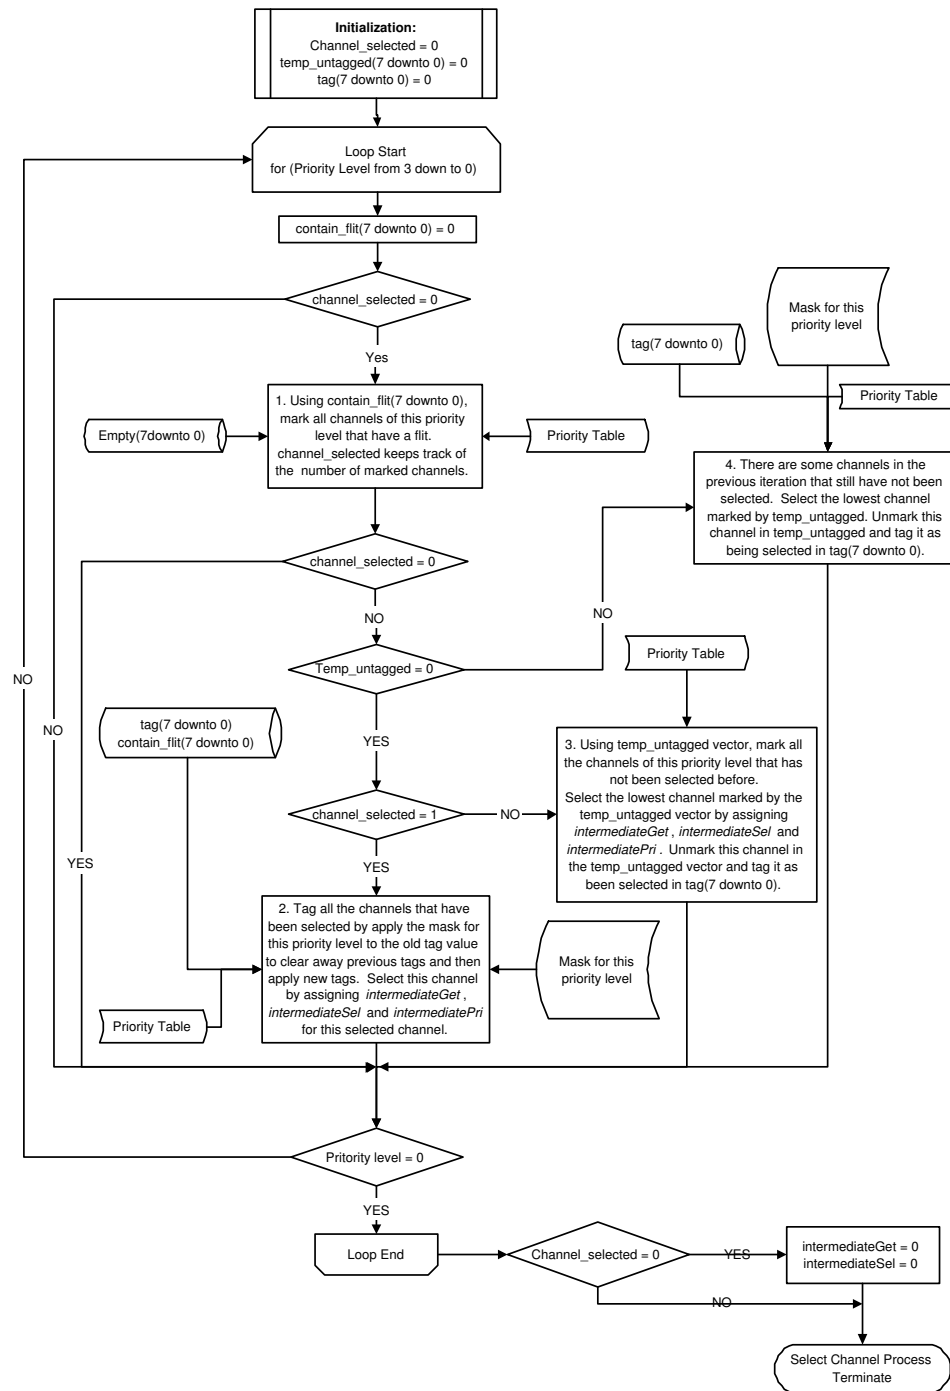 Initialization:
Channel_selected = 0
temp_untagged(7 downto 0) = 0
tag(7 downto 0) = 0
Loop Start
for (Priority Level from 3 down to 0)
contain_flit(7 downto 0) = 0
channel_selected = 0
Yes
NO
Mask for this
priority level
tag(7 downto 0)
Priority Table
1. Using contain_flit(7 downto 0),
mark all channels of this priority
level that have a flit.
channel_selected keeps track of
the number of marked channels.
Empty(7downto 0)
Priority Table
4. There are some channels in the
previous iteration that still have not been
selected. Select the lowest channel
marked by temp_untagged. Unmark this
channel in temp_untagged and tag it as
being selected in tag(7 downto 0).
channel_selected = 0
NO
YES
NO
Temp_untagged = 0
Priority Table
NO
YES
tag(7 downto 0)
contain_flit(7 downto 0)
3. Using temp_untagged vector, mark all
the channels of this priority level that has
not been selected before.
Select the lowest channel marked by the
temp_untagged vector by assigning
intermediateGet , intermediateSel and
intermediatePri . Unmark this channel in
the temp_untagged vector and tag it as
been selected in tag(7 downto 0).
channel_selected = 1
NO
YES
2. Tag all the channels that have
been selected by apply the mask for
this priority level to the old tag value
to clear away previous tags and then
apply new tags. Select this channel
by assigning intermediateGet ,
intermediateSel and intermediatePri
for this selected channel.
Mask for this
priority level
Priority Table
Pritority level = 0
YES
Loop End
Channel_selected = 0
YES
intermediateGet = 0
intermediateSel = 0
NO
Select Channel Process
Terminate